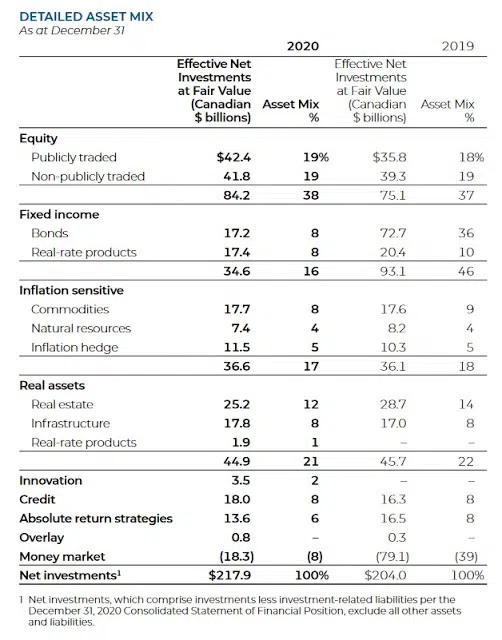 DETAILED ASSET MIX
As at December 31
2020 2019
Effective Net Investments at Fair Value (Canadian $ billions) Asset Mix % Effective Net Investments at Fair Value (Canadian $ billions) Asset Mix %
Equity
Publicly traded $42.4 19% $35.8 18%
Non-publicly traded 41.8 19 39.3 19
84.2 38 75.1 37
Fixed income
Bonds 17.2 8 72.7 36
Real-rate products 17.4 8 20.4 10
34.6 16 93.1 46
Inflation sensitive
Commodities 17.7 8 17.6 9
Natural resources 7.4 4 8.2 4
Inflation hedge 11.5 5 10.3 5
36.6 17 36.1 18
Real assets
Real estate 25.2 12 28.7 14
Infrastructure 17.8 8 17.0 8
Real-rate products 1.9 1 – –
44.9 21 45.7 22
Innovation 3.5 2 – –
Credit 18.0 8 16.3 8
Absolute return strategies 13.6 6 16.5 8
Overlay 0.8 – 0.3 –
Money market (18.3) (8) (79.1) (39)
Net investments¹ $217.9 100% $204.0 100%
1 Net investments, which comprise investments less investment-related liabilities per the
December 31, 2020 Consolidated Statement of Financial Position, exclude all other assets
and liabilities.